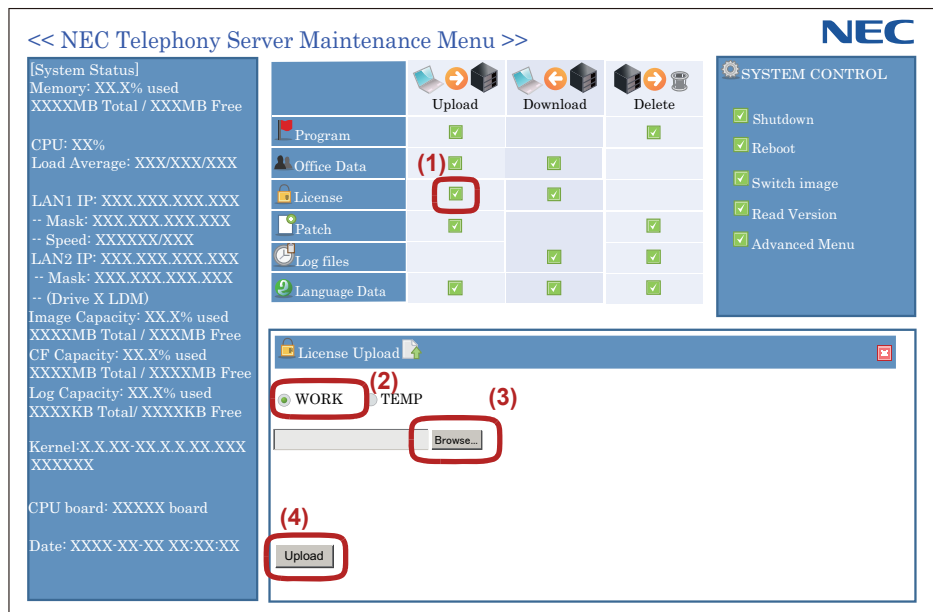 << NEC Telephony Server Maintenance Menu >>
NEC
[System Status]
Memory: XX.X% used
XXXXMB Total / XXXMB Free
CPU: XX%
Load Average: XXX/XXX/XXX
LAN1 IP: XXX.XXX.XXX.XXX
-- Mask: XXX.XXX.XXX.XXX
-- Speed: XXXXXX/XXX
LAN2 IP: XXX.XXX.XXX.XXX
-- Mask: XXX.XXX.XXX.XXX
-- (Drive X LDM)
Image Capacity: XX.X% used
XXXXMB Total / XXXMB Free
CF Capacity: XX.X% used
XXXXMB Total / XXXXMB Free
Log Capacity: XX.X% used
XXXXKB Total/ XXXXKB Free
Kernel:X.X.XX-XX.X.X.XX.XXX
XXXXXX
CPU board: XXXXX board
Date: XXXX-XX-XX XX:XX:XX
Upload Download Delete
Program
Office Data
(1)
License
Patch
Log files
Language Data
SYSTEM CONTROL
Shutdown
Reboot
Switch image
Read Version
Advanced Menu
License Upload
(2)
WORK TEMP
(3)
Browse...
(4)
Upload